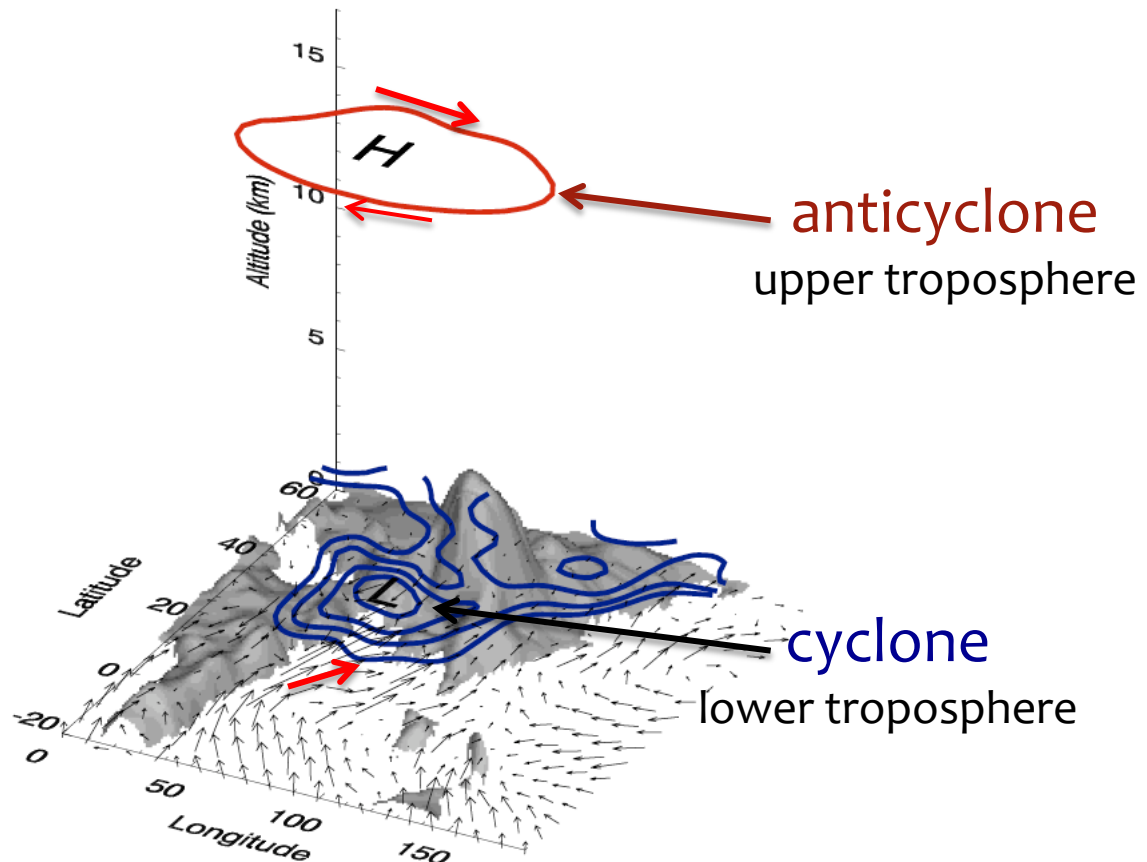 15
H
10
Altitude (km)
anticyclone
upper troposphere
5
0
60
40
Latitude
20
L
0
cyclone
lower troposphere
-20
0
50
100
Longitude
150